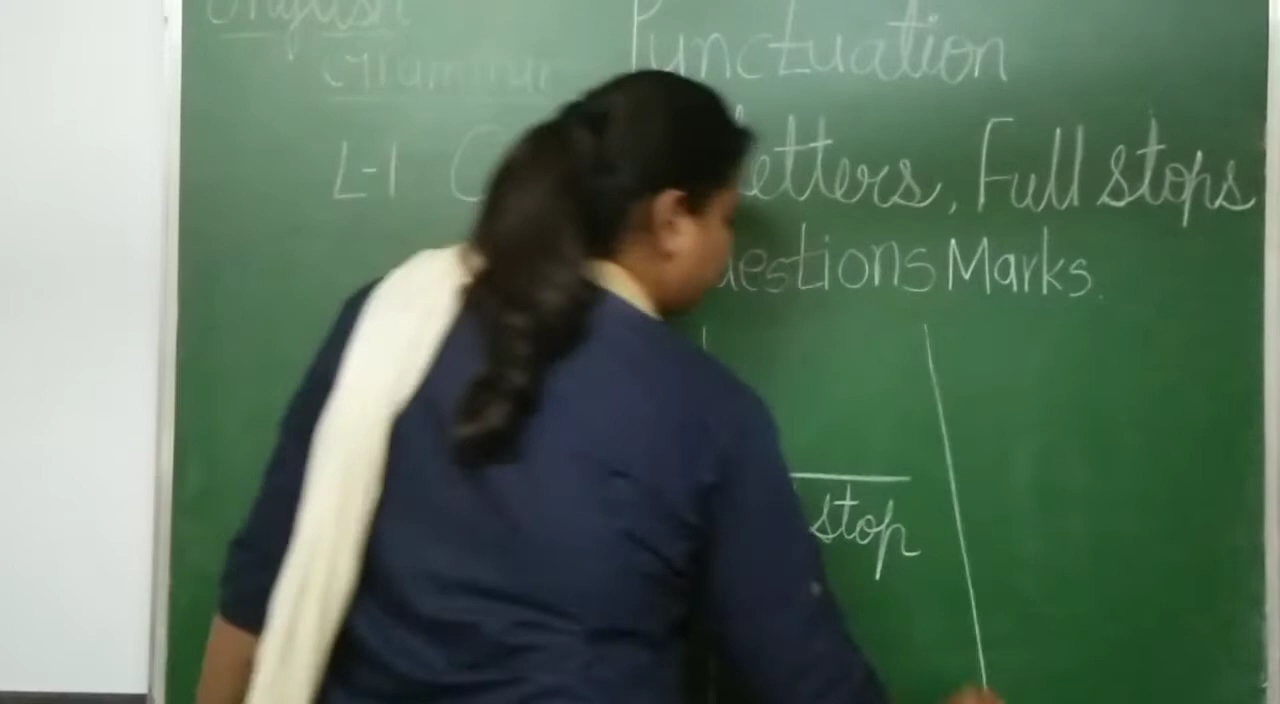 English
Punctuation
Grammar
L-1 letters, Full stops
Questions Marks.
stop